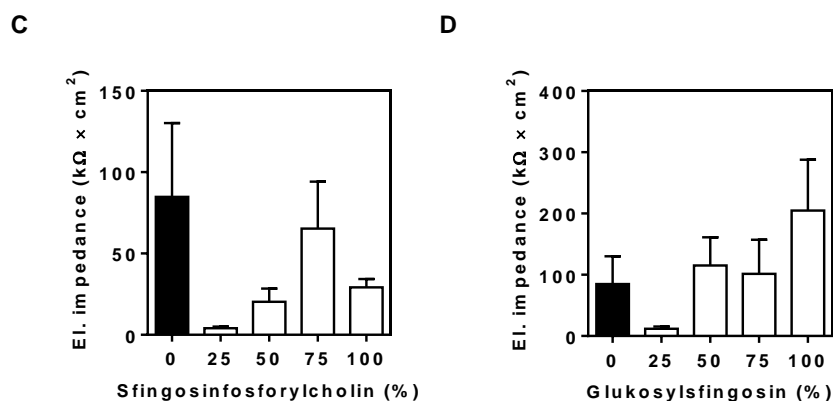 C
El. impedance (kΩ × cm²)
150
100
50
0
0 25 50 75 100
Sfingosinfosforylcholin (%)
D
El. impedance (kΩ × cm²)
400
300
200
100
0
0 25 50 75 100
Glukosylsfingosin (%)